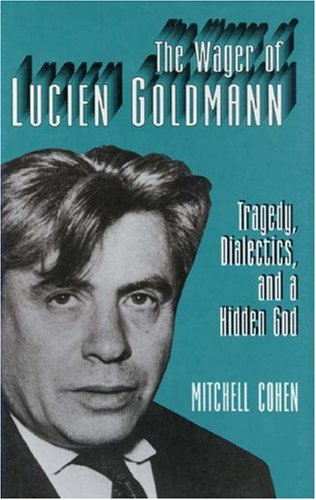 The Wager of
LUCIEN GOLDMANN
Tragedy,
Dialectics,
and a
Hidden God
MITCHELL COHEN